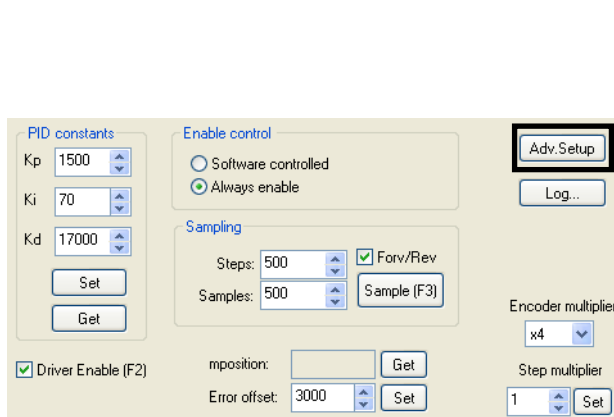 PID constants
Kp 1500
Ki 70
Kd 17000
Set
Get
Driver Enable (F2)
Enable control
Software controlled
Always enable
Sampling
Steps: 500
Forv/Rev
Samples: 500
Sample (F3)
mposition:
Get
Error offset: 3000
Set
Adv.Setup
Log...
Encoder multiplier
x4
Step multiplier
1
Set